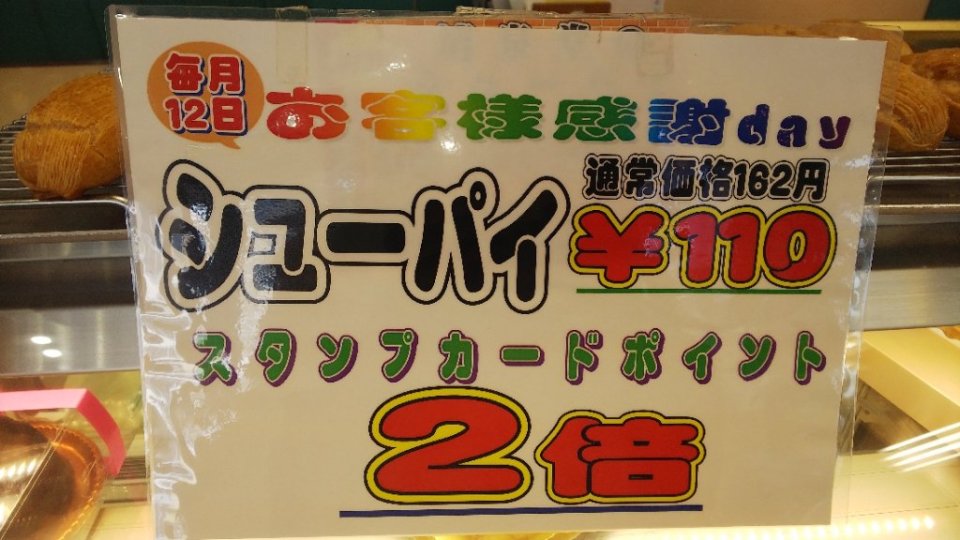 毎月
12日
お客様感謝day
シューパイ
通常価格162円
¥110
スタンプカードポイント
2倍